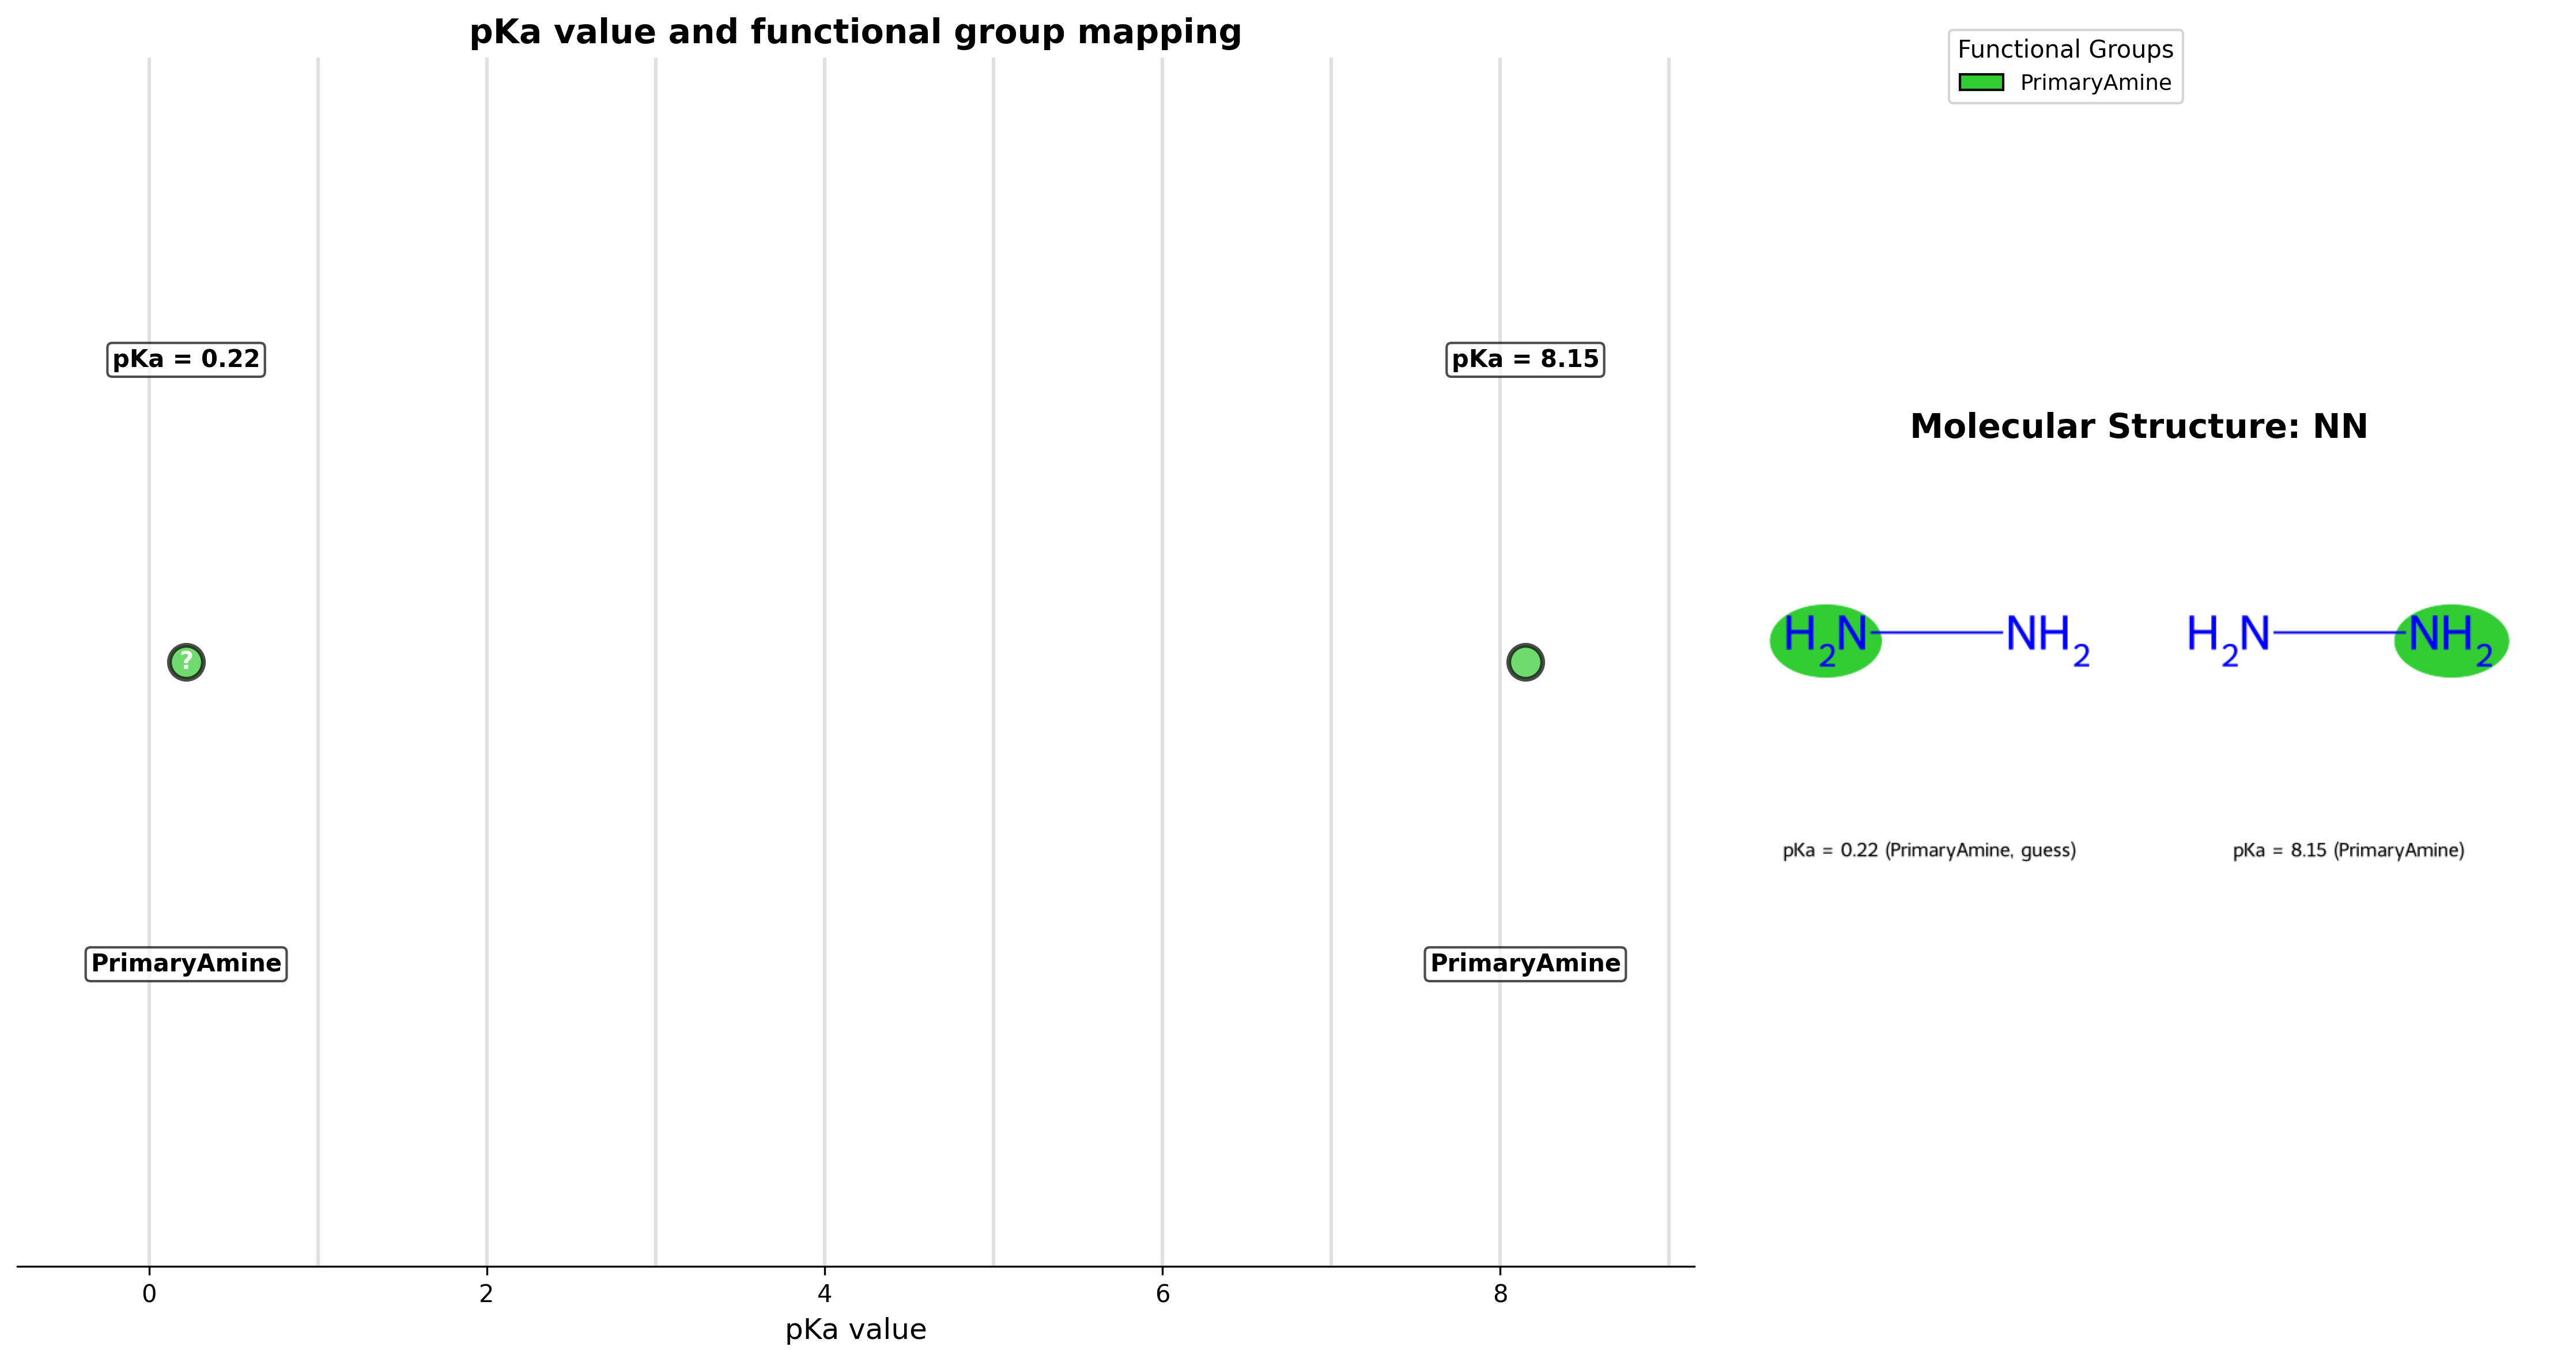 pKa value and functional group mapping
Functional Groups
PrimaryAmine
pKa = 0.22
pKa = 8.15
Molecular Structure: NN
?
H2N NH2
H2N NH2
pKa = 0.22 (PrimaryAmine, guess)
pKa = 8.15 (PrimaryAmine)
PrimaryAmine
PrimaryAmine
0 2 4 6 8
pKa value